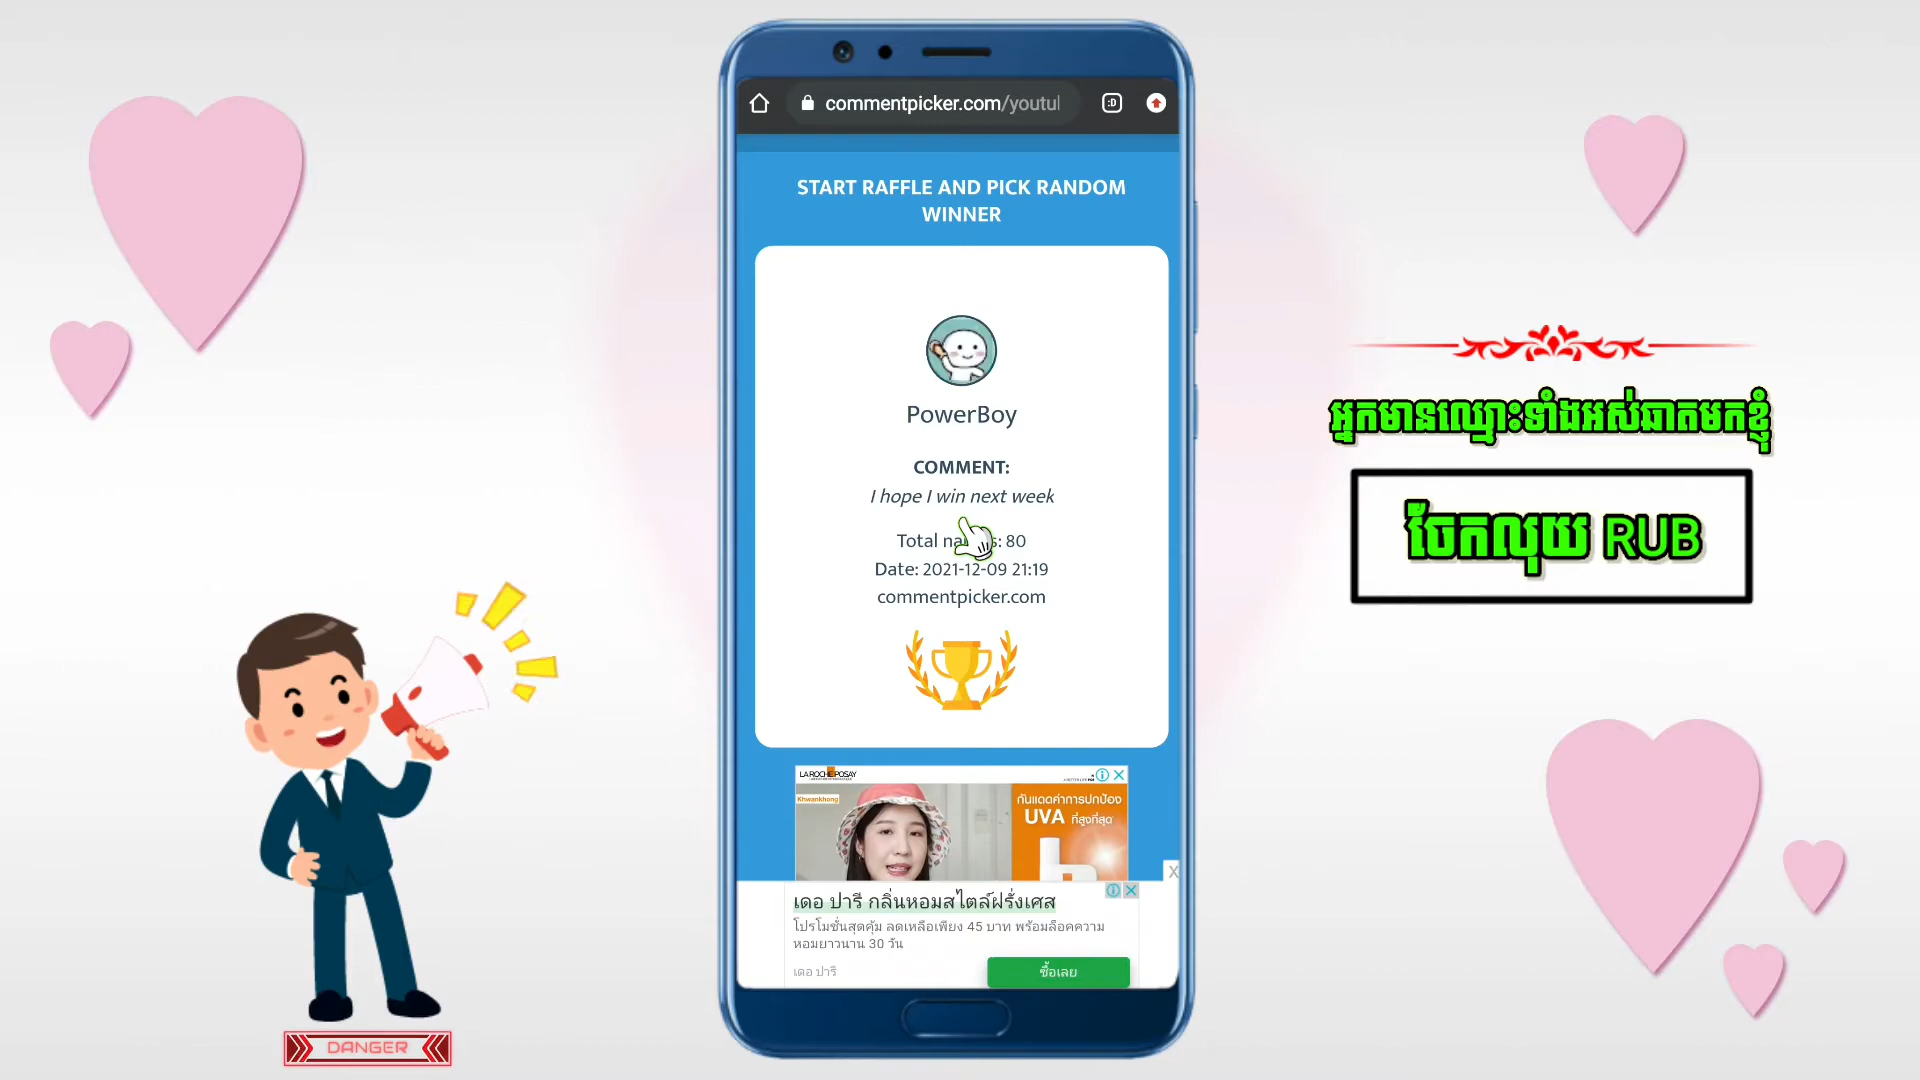 commentpicker.com/youtul
START RAFFLE AND PICK RANDOM
WINNER
PowerBoy
COMMENT:
I hope I win next week
Total na s: 80
Date: 2021-12-09 21:19
commentpicker.com
LA ROCHE POSAY
Khwankhong
กันแดดค่าการปกป้อง
UVA ที่สูงที่สุด
X
เดอ ปารี กลิ่นหอมสไตล์ฝรั่งเศส
โปรโมชั่นสุดคุ้ม ลดเหลือเพียง 45 บาท พร้อมล็อคความ
หอมยาวนาน 30 วัน
เดอ ปารี
ซื้อเลย
អ្នកមានឈ្មោះទាំងអស់ឆាតមកខ្ញុំ
ចែកលុយ RUB
DANGER